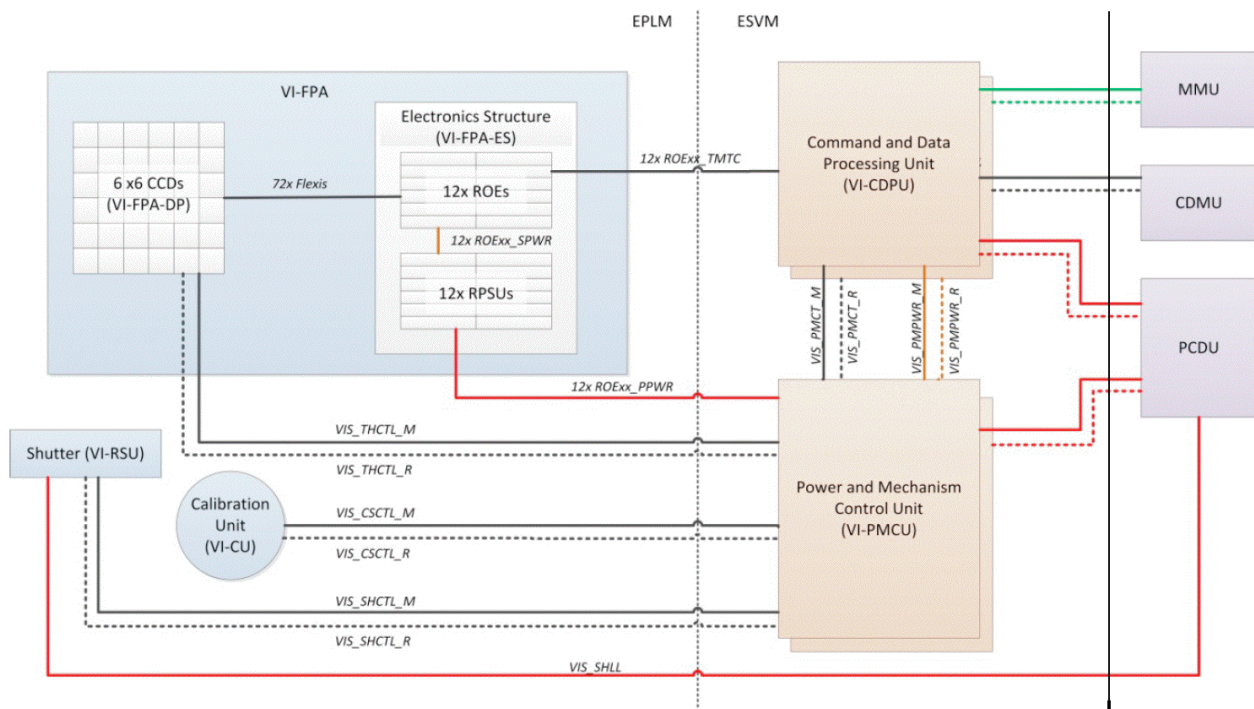 EPLM
ESVM
VI-FPA
Electronics Structure
(VI-FPA-ES)
6 x6 CCDs
(VI-FPA-DP)
72x Flexis
12x ROEs
12x ROExx_SPWR
12x RPSUs
12x ROExx_TMTC
Command and Data
Processing Unit
(VI-CDPU)
MMU
CDMU
PCDU
VIS_PMCT_M
VIS_PMCT_R
VIS_PMPWR_M
VIS_PMPWR_R
12x ROExx_PPWR
VIS_THCTL_M
VIS_THCTL_R
Shutter (VI-RSU)
Calibration
Unit
(VI-CU)
VIS_CSCTL_M
VIS_CSCTL_R
Power and Mechanism
Control Unit
(VI-PMCU)
VIS_SHCTL_M
VIS_SHCTL_R
VIS_SHLL